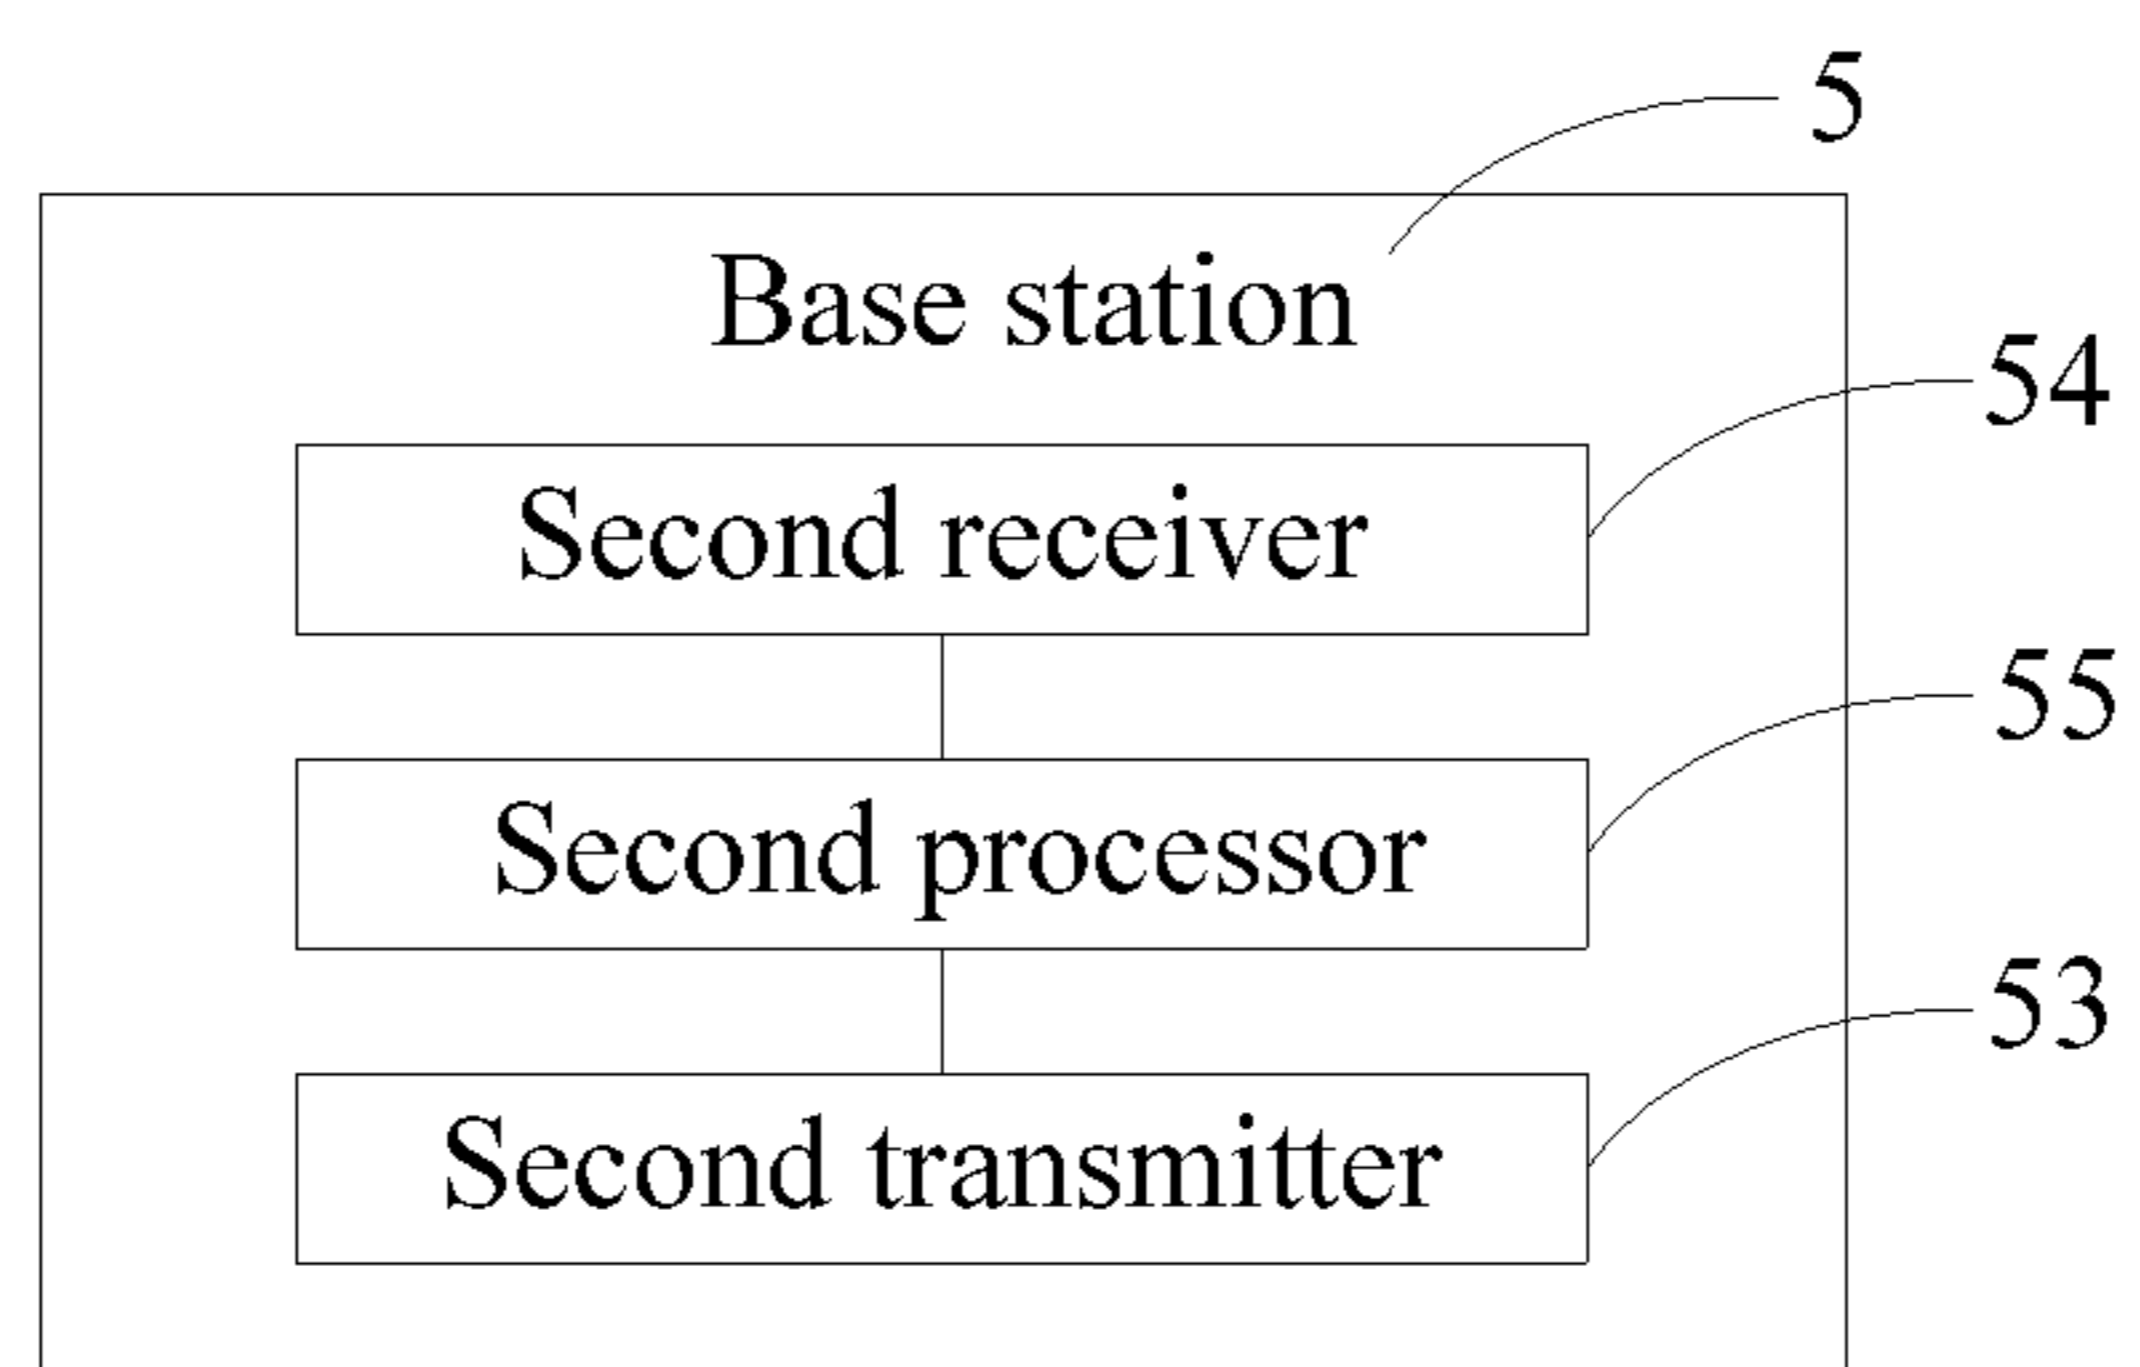 5
Base station
54
Second receiver
55
Second processor
53
Second transmitter